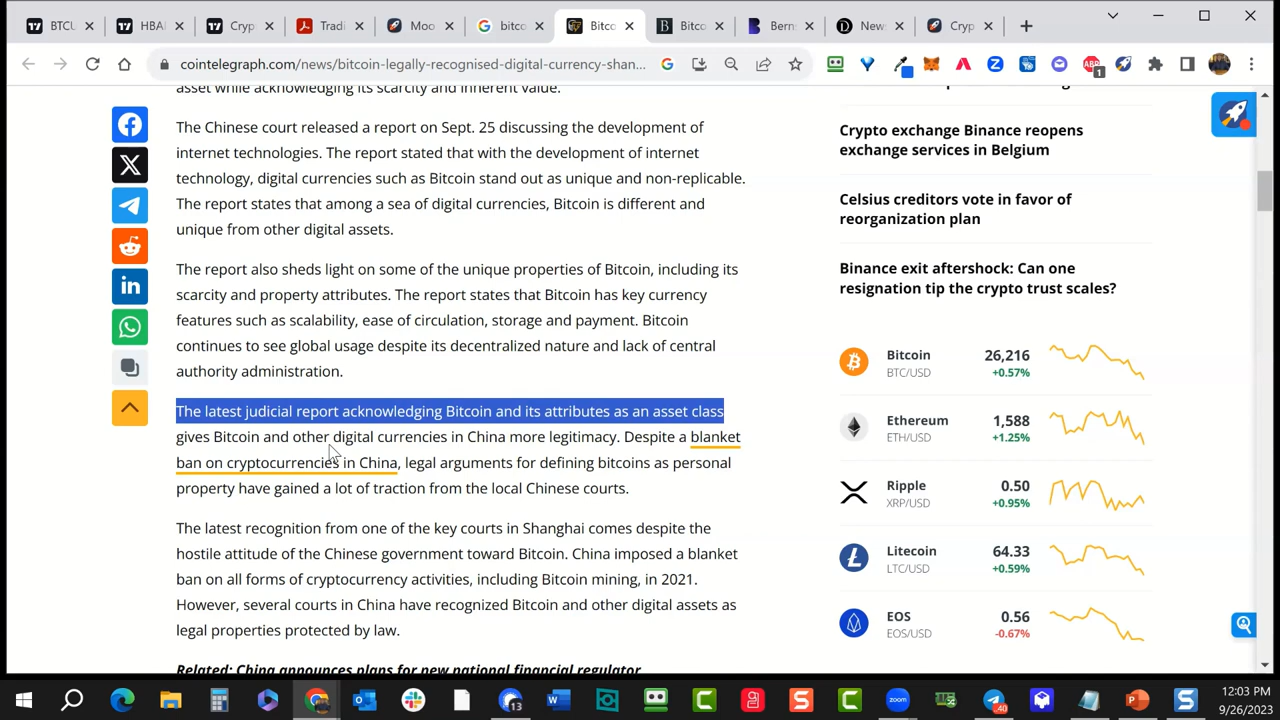 BTCU
HBAI
Cryp
Tradi
Moo
bitco
Bitco
Bitco
Bern
New
Cryp
cointelegraph.com/news/bitcoin-legally-recognised-digital-currency-shan...
asset while acknowledging its scarcity and inherent value.
The Chinese court released a report on Sept. 25 discussing the development of
internet technologies. The report stated that with the development of internet
technology, digital currencies such as Bitcoin stand out as unique and non-replicable.
The report states that among a sea of digital currencies, Bitcoin is different and
unique from other digital assets.
The report also sheds light on some of the unique properties of Bitcoin, including its
scarcity and property attributes. The report states that Bitcoin has key currency
features such as scalability, ease of circulation, storage and payment. Bitcoin
continues to see global usage despite its decentralized nature and lack of central
authority administration.
The latest judicial report acknowledging Bitcoin and its attributes as an asset class
gives Bitcoin and other digital currencies in China more legitimacy. Despite a blanket
ban on cryptocurrencies in China, legal arguments for defining bitcoins as personal
property have gained a lot of traction from the local Chinese courts.
The latest recognition from one of the key courts in Shanghai comes despite the
hostile attitude of the Chinese government toward Bitcoin. China imposed a blanket
ban on all forms of cryptocurrency activities, including Bitcoin mining, in 2021.
However, several courts in China have recognized Bitcoin and other digital assets as
legal properties protected by law.
Related: China announces plans for new national financial regulator
Crypto exchange Binance reopens
exchange services in Belgium
Celsius creditors vote in favor of
reorganization plan
Binance exit aftershock: Can one
resignation tip the crypto trust scales?
Bitcoin 26,216
BTC/USD +0.57%
Ethereum 1,588
ETH/USD +1.25%
Ripple 0.50
XRP/USD +0.95%
Litecoin 64.33
LTC/USD +0.59%
EOS 0.56
EOS/USD -0.67%
12:03 PM
9/26/2023